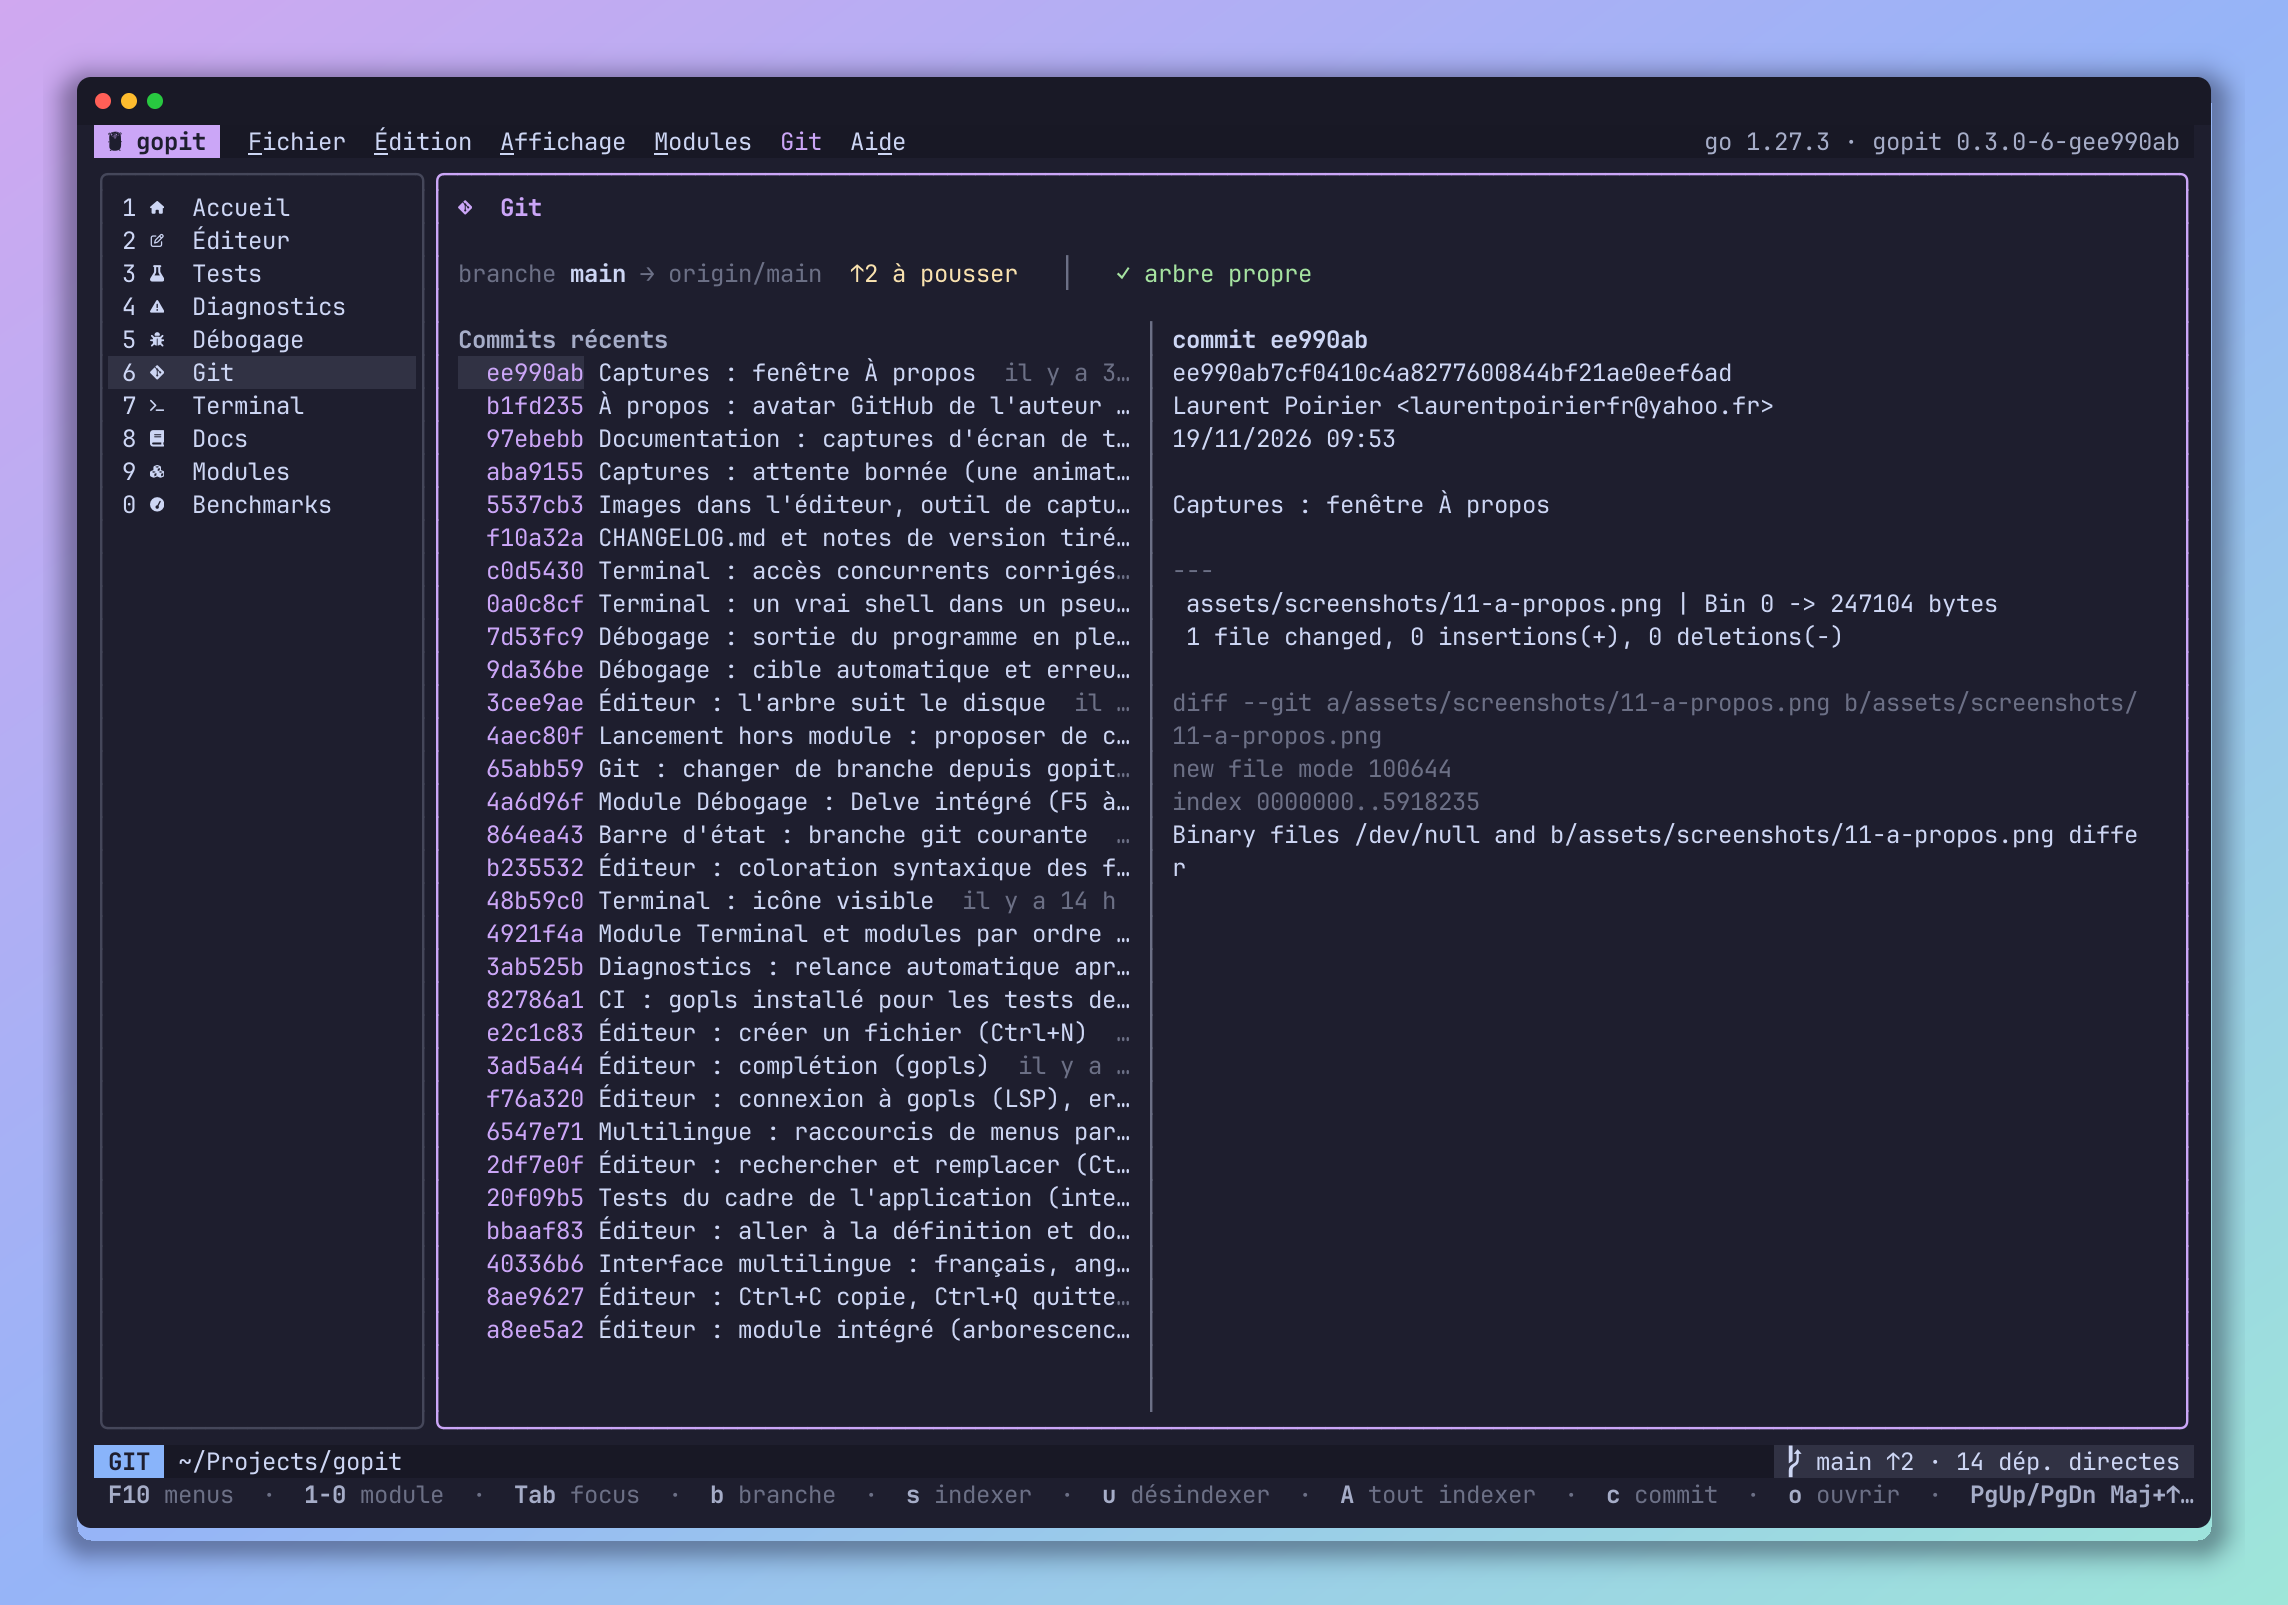 gopit Fichier Édition Affichage Modules Git Aide go 1.27.3 · gopit 0.3.0-6-gee990ab
1 Accueil
2 Éditeur
3 Tests
4 Diagnostics
5 Débogage
6 Git
7 Terminal
8 Docs
9 Modules
0 Benchmarks
Git
branche main → origin/main ↑2 à pousser │ ✓ arbre propre
Commits récents
ee990ab Captures : fenêtre À propos il y a 3…
b1fd235 À propos : avatar GitHub de l'auteur …
97ebebb Documentation : captures d'écran de t…
aba9155 Captures : attente bornée (une animat…
5537cb3 Images dans l'éditeur, outil de captu…
f10a32a CHANGELOG.md et notes de version tiré…
c0d5430 Terminal : accès concurrents corrigés…
0a0c8cf Terminal : un vrai shell dans un pseu…
7d53fc9 Débogage : sortie du programme en ple…
9da36be Débogage : cible automatique et erreu…
3cee9ae Éditeur : l'arbre suit le disque il …
4aec80f Lancement hors module : proposer de c…
65abb59 Git : changer de branche depuis gopit…
4a6d96f Module Débogage : Delve intégré (F5 à…
864ea43 Barre d'état : branche git courante …
b235532 Éditeur : coloration syntaxique des f…
48b59c0 Terminal : icône visible il y a 14 h
4921f4a Module Terminal et modules par ordre …
3ab525b Diagnostics : relance automatique apr…
82786a1 CI : gopls installé pour les tests de…
e2c1c83 Éditeur : créer un fichier (Ctrl+N) …
3ad5a44 Éditeur : complétion (gopls) il y a …
f76a320 Éditeur : connexion à gopls (LSP), er…
6547e71 Multilingue : raccourcis de menus par…
2df7e0f Éditeur : rechercher et remplacer (Ct…
20f09b5 Tests du cadre de l'application (inte…
bbaaf83 Éditeur : aller à la définition et do…
40336b6 Interface multilingue : français, ang…
8ae9627 Éditeur : Ctrl+C copie, Ctrl+Q quitte…
a8ee5a2 Éditeur : module intégré (arborescenc…
commit ee990ab
ee990ab7cf0410c4a8277600844bf21ae0eef6ad
Laurent Poirier <laurentpoirierfr@yahoo.fr>
19/11/2026 09:53
Captures : fenêtre À propos
---
assets/screenshots/11-a-propos.png | Bin 0 -> 247104 bytes
1 file changed, 0 insertions(+), 0 deletions(-)
diff --git a/assets/screenshots/11-a-propos.png b/assets/screenshots/
11-a-propos.png
new file mode 100644
index 0000000..5918235
Binary files /dev/null and b/assets/screenshots/11-a-propos.png diffe
r
GIT ~/Projects/gopit main ↑2 · 14 dép. directes
F10 menus · 1-0 module · Tab focus · b branche · s indexer · u désindexer · A tout indexer · c commit · o ouvrir · PgUp/PgDn Maj+↑…